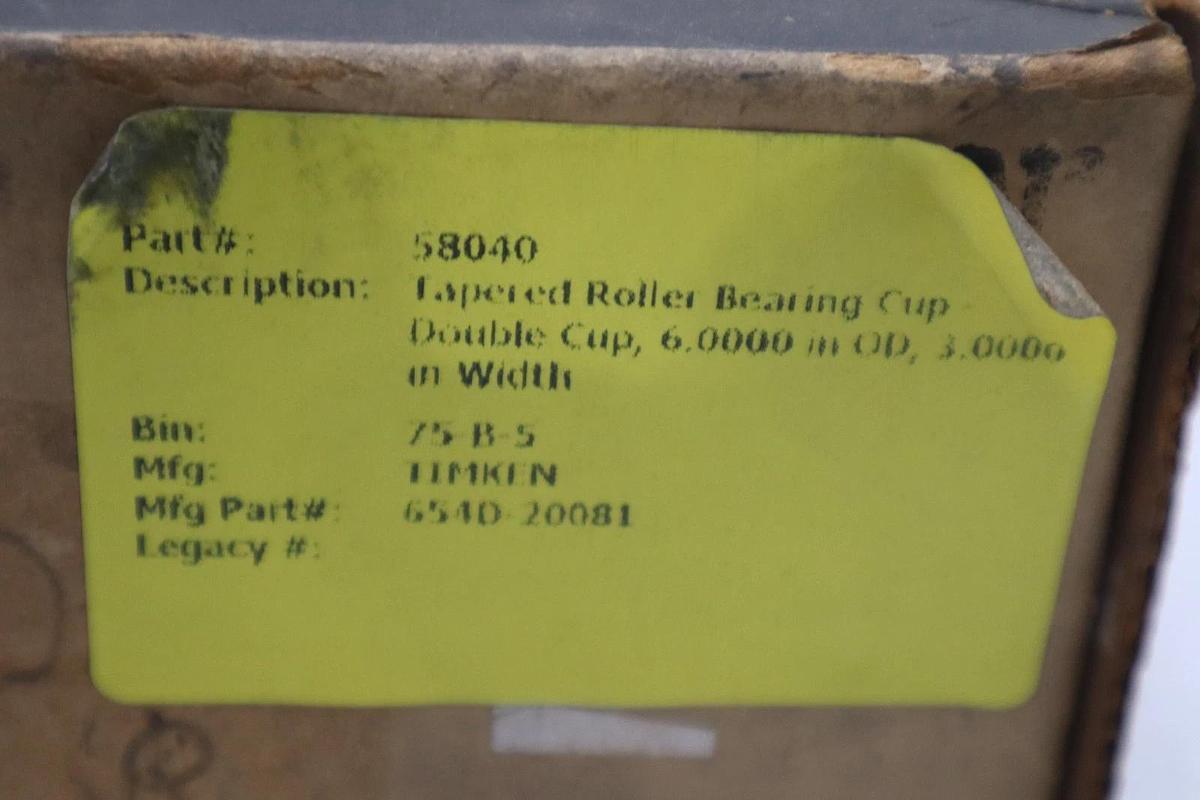 Part#: 58040
Description: Tapered Roller Bearing Cup -
Double Cup, 6.0000 in OD, 3.0000
in Width
Bin: 75-B-5
Mfg: TIMKEN
Mfg Part#: 654D-20081
Legacy #: